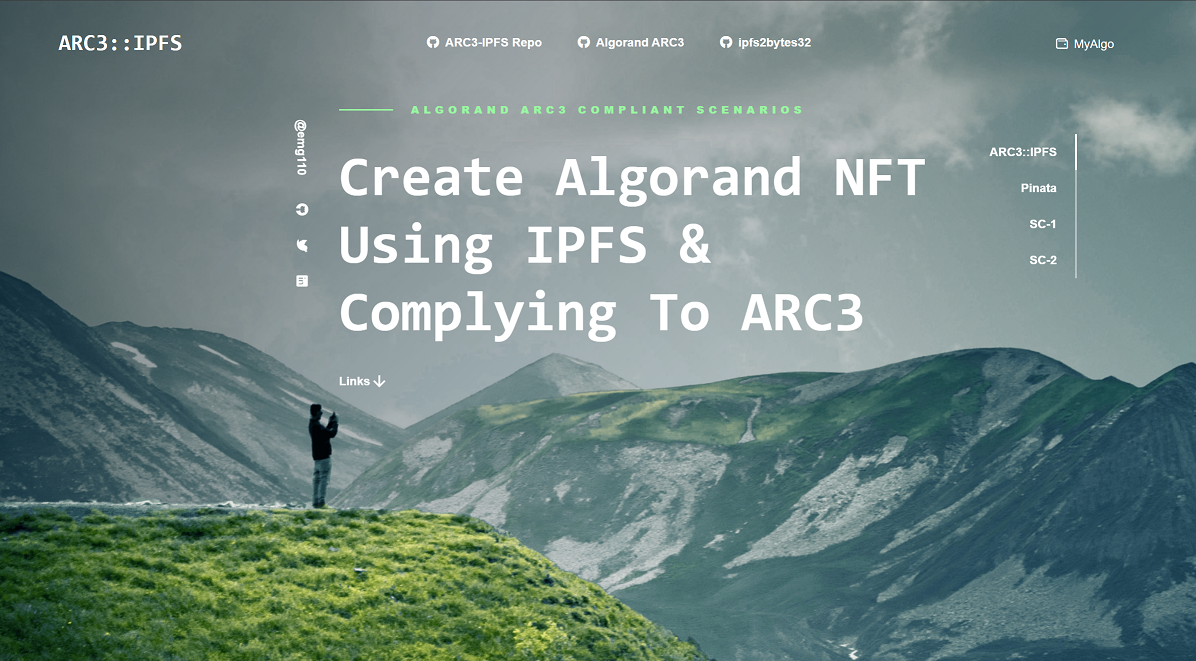 ARC3::IPFS
ARC3-IPFS Repo
Algorand ARC3
ipfs2bytes32
MyAlgo
ALGORAND ARC3 COMPLIANT SCENARIOS
@emg110
Create Algorand NFT
Using IPFS &
Complying To ARC3
Links
ARC3::IPFS
Pinata
SC-1
SC-2